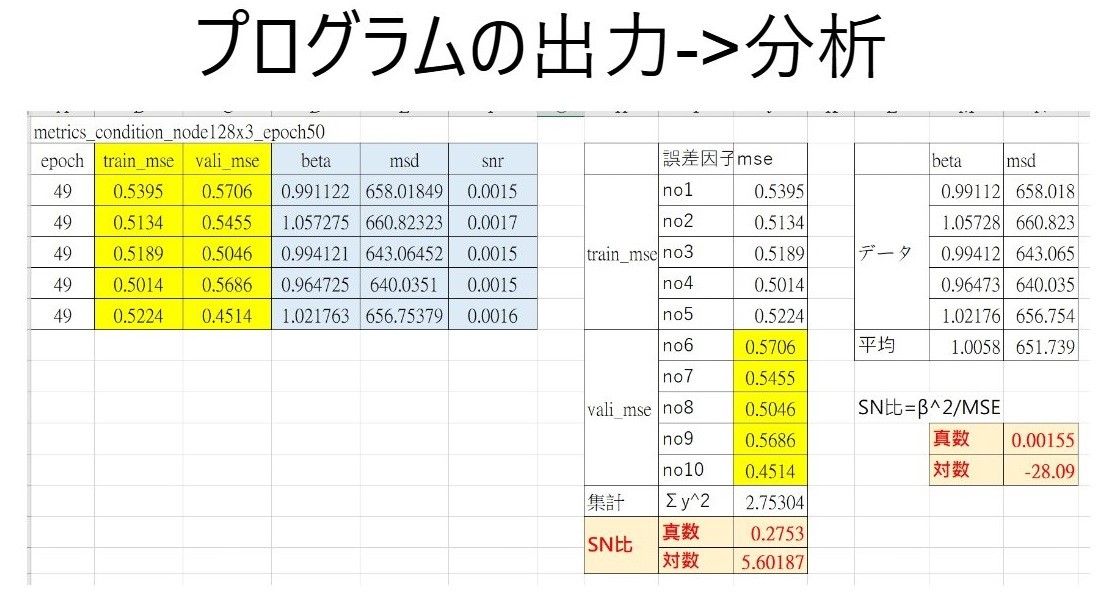 プログラムの出力->分析
metrics_condition_node128x3_epoch50
epoch train_mse vali_mse beta msd snr
49 0.5395 0.5706 0.991122 658.01849 0.0015
49 0.5134 0.5455 1.057275 660.82323 0.0017
49 0.5189 0.5046 0.994121 643.06452 0.0015
49 0.5014 0.5686 0.964725 640.0351 0.0015
49 0.5224 0.4514 1.021763 656.75379 0.0016
誤差因子 mse
train_mse
no1 0.5395
no2 0.5134
no3 0.5189
no4 0.5014
no5 0.5224
vali_mse
no6 0.5706
no7 0.5455
no8 0.5046
no9 0.5686
no10 0.4514
集計 Σy^2 2.75304
SN比
真数 0.2753
対数 5.60187
beta msd
データ
0.99112 658.018
1.05728 660.823
0.99412 643.065
0.96473 640.035
1.02176 656.754
平均 1.0058 651.739
SN比=β^2/MSE
真数 0.00155
対数 -28.09